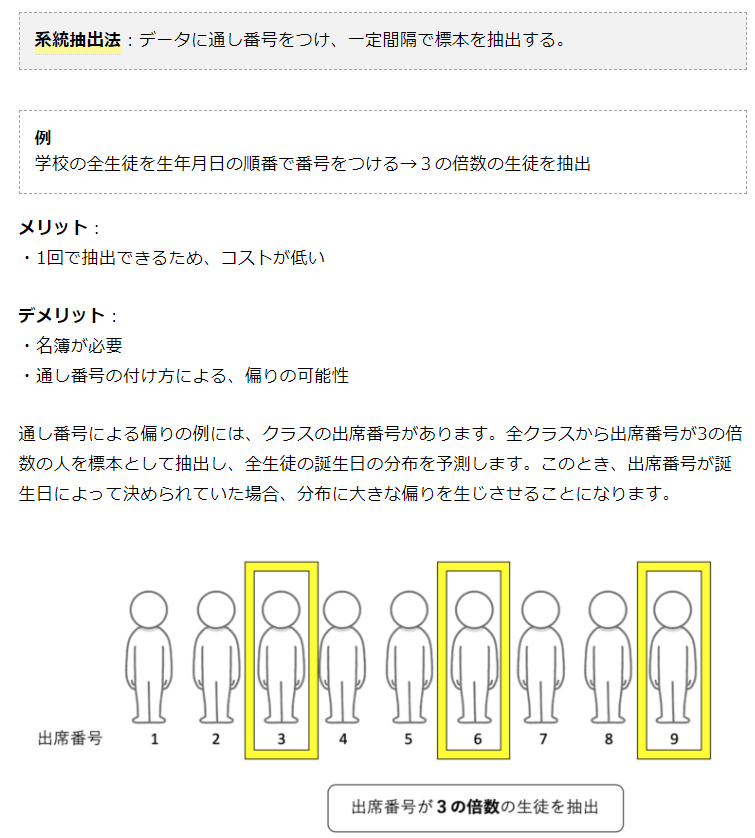 系統抽出法：データに通し番号をつけ、一定間隔で標本を抽出する。
例
学校の全生徒を生年月日の順番で番号をつける→３の倍数の生徒を抽出
メリット：
・1回で抽出できるため、コストが低い
デメリット：
・名簿が必要
・通し番号の付け方による、偏りの可能性
通し番号による偏りの例には、クラスの出席番号があります。全クラスから出席番号が3の倍
数の人を標本として抽出し、全生徒の誕生日の分布を予測します。このとき、出席番号が誕
生日によって決められていた場合、分布に大きな偏りを生じさせることになります。
出席番号 1 2 3 4 5 6 7 8 9
出席番号が３の倍数の生徒を抽出